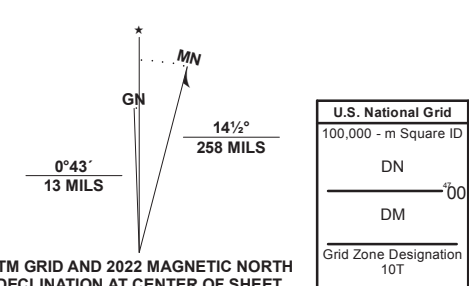 ★
MN
GN
14½°
258 MILS
0°43´
13 MILS
TM GRID AND 2022 MAGNETIC NORTH
DECLINATION AT CENTER OF SHEET
U.S. National Grid
100,000 - m Square ID
DN
⁴⁷00
DM
Grid Zone Designation
10T